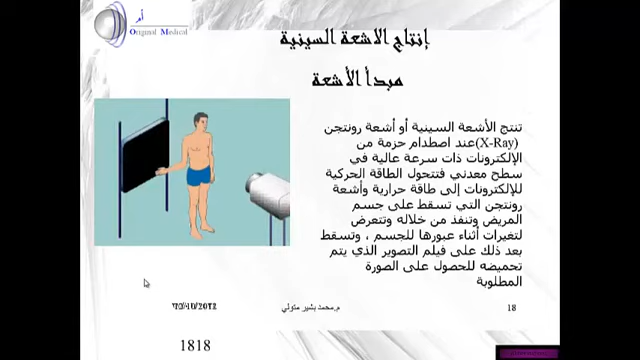 أم
Original Medical
إنتاج الاشعة السينية
مبدأ الأشعة
تنتج الأشعة السينية أو أشعة رونتجن
(X-Ray)عند اصطدام حزمة من
الإلكترونات ذات سرعة عالية في
سطح معدني فتتحول الطاقة الحركية
للإلكترونات إلى طاقة حرارية وأشعة
رونتجن التي تسقط على جسم
المريض وتنفذ من خلاله وتتعرض
لتغيرات أثناء عبورها للجسم ، وتسقط
بعد ذلك على فيلم التصوير الذي يتم
تحميضه للحصول على الصورة
المطلوبة
18
م.محمد بشير متولي
1818